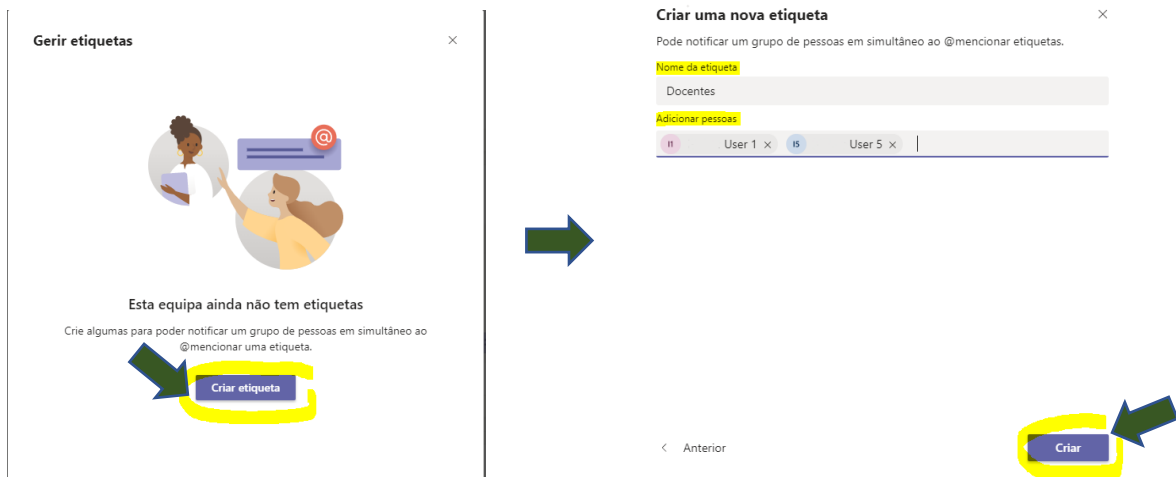 Gerir etiquetas
@
Esta equipa ainda não tem etiquetas
Crie algumas para poder notificar um grupo de pessoas em simultâneo ao
@mencionar uma etiqueta.
Criar etiqueta
Criar uma nova etiqueta
Pode notificar um grupo de pessoas em simultâneo ao @mencionar etiquetas.
Nome da etiqueta
Docentes
Adicionar pessoas
I1 User 1 × I5 User 5 ×
< Anterior
Criar